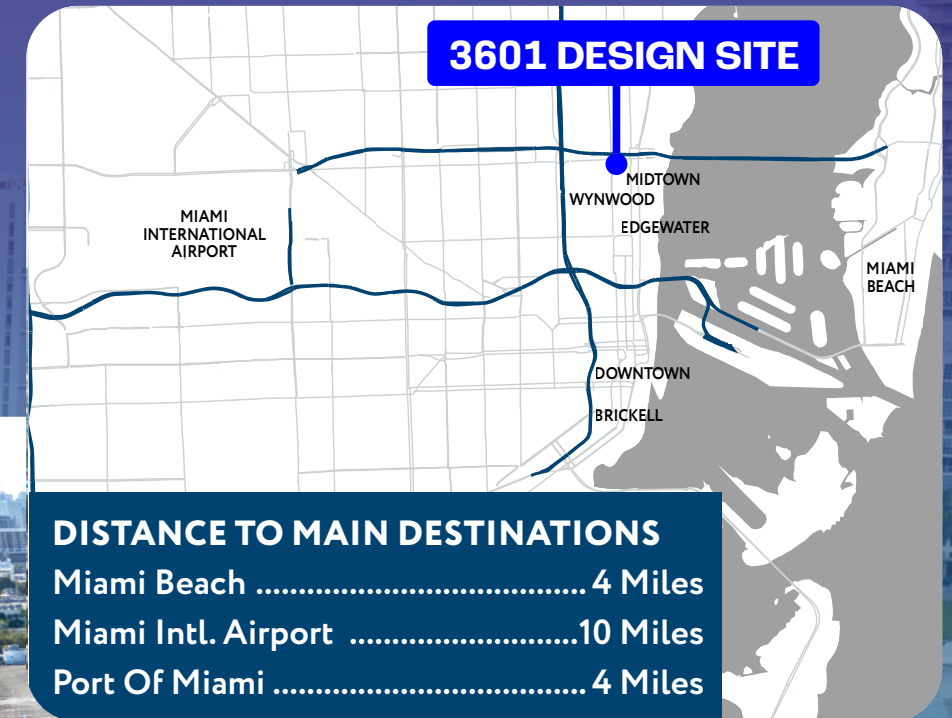 3601 DESIGN SITE
MIDTOWN
WYNWOOD
EDGEWATER
MIAMI
INTERNATIONAL
AIRPORT
MIAMI
BEACH
DOWNTOWN
BRICKELL
DISTANCE TO MAIN DESTINATIONS
Miami Beach ....................................... 4 Miles
Miami Intl. Airport ...........................10 Miles
Port Of Miami ..................................... 4 Miles